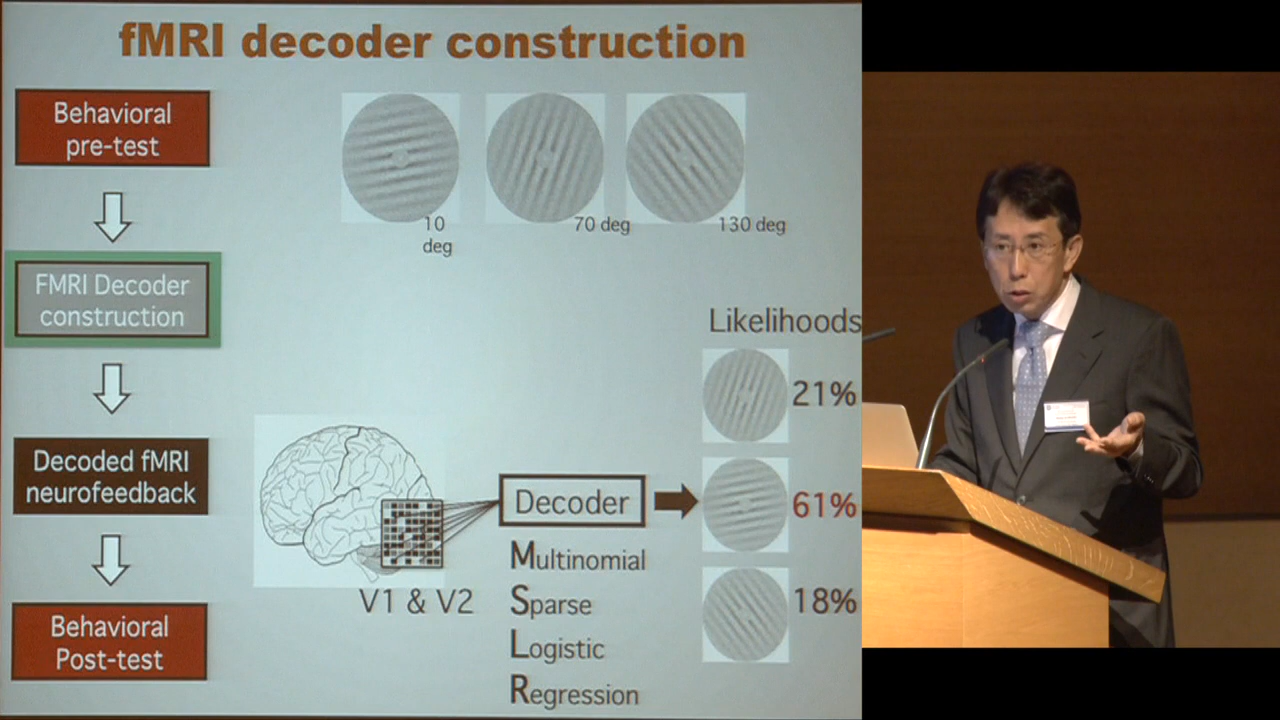 fMRI decoder construction
Behavioral
pre-test
10
deg
70 deg
130 deg
FMRI Decoder
construction
Likelihoods
21%
Decoded fMRI
neurofeedback
Decoder
61%
Multinomial
V1 & V2
Sparse
18%
Behavioral
Post-test
Logistic
Regression